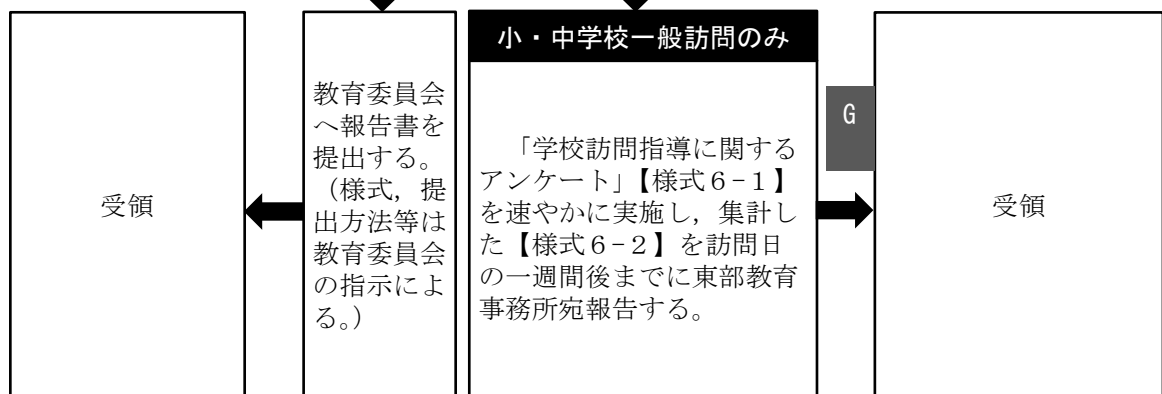 受領
教育委員会
へ報告書を
提出する。
（様式，提
出方法等は
教育委員会
の指示によ
る。）
小・中学校一般訪問のみ
「学校訪問指導に関する
アンケート」【様式６−１】
を速やかに実施し，集計し
た【様式６−２】を訪問日
の一週間後までに東部教育
事務所宛報告する。
G
受領